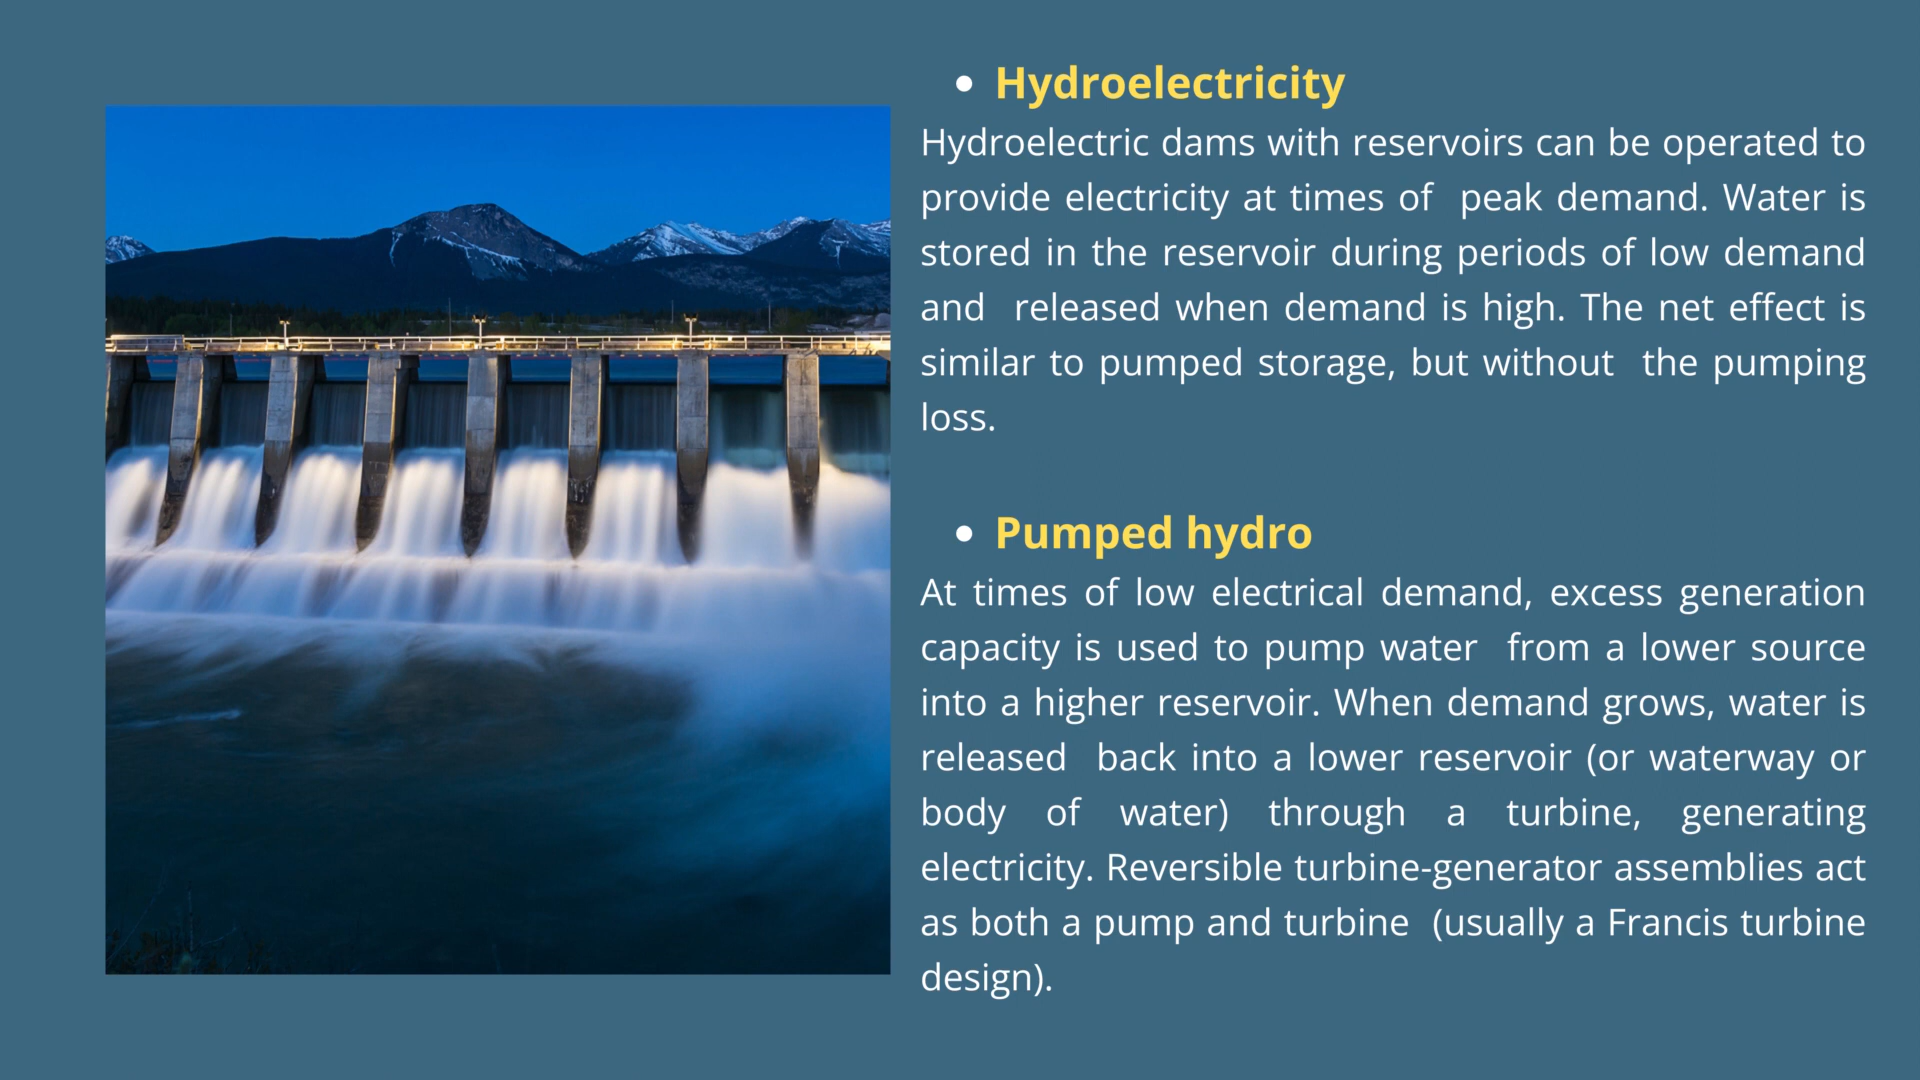 • Hydroelectricity
Hydroelectric dams with reservoirs can be operated to
provide electricity at times of  peak demand. Water is
stored in the reservoir during periods of low demand
and  released when demand is high. The net effect is
similar to pumped storage, but without  the pumping
loss.
• Pumped hydro
At times of low electrical demand, excess generation
capacity is used to pump water  from a lower source
into a higher reservoir. When demand grows, water is
released  back into a lower reservoir (or waterway or
body of water) through a turbine, generating
electricity. Reversible turbine-generator assemblies act
as both a pump and turbine  (usually a Francis turbine
design).